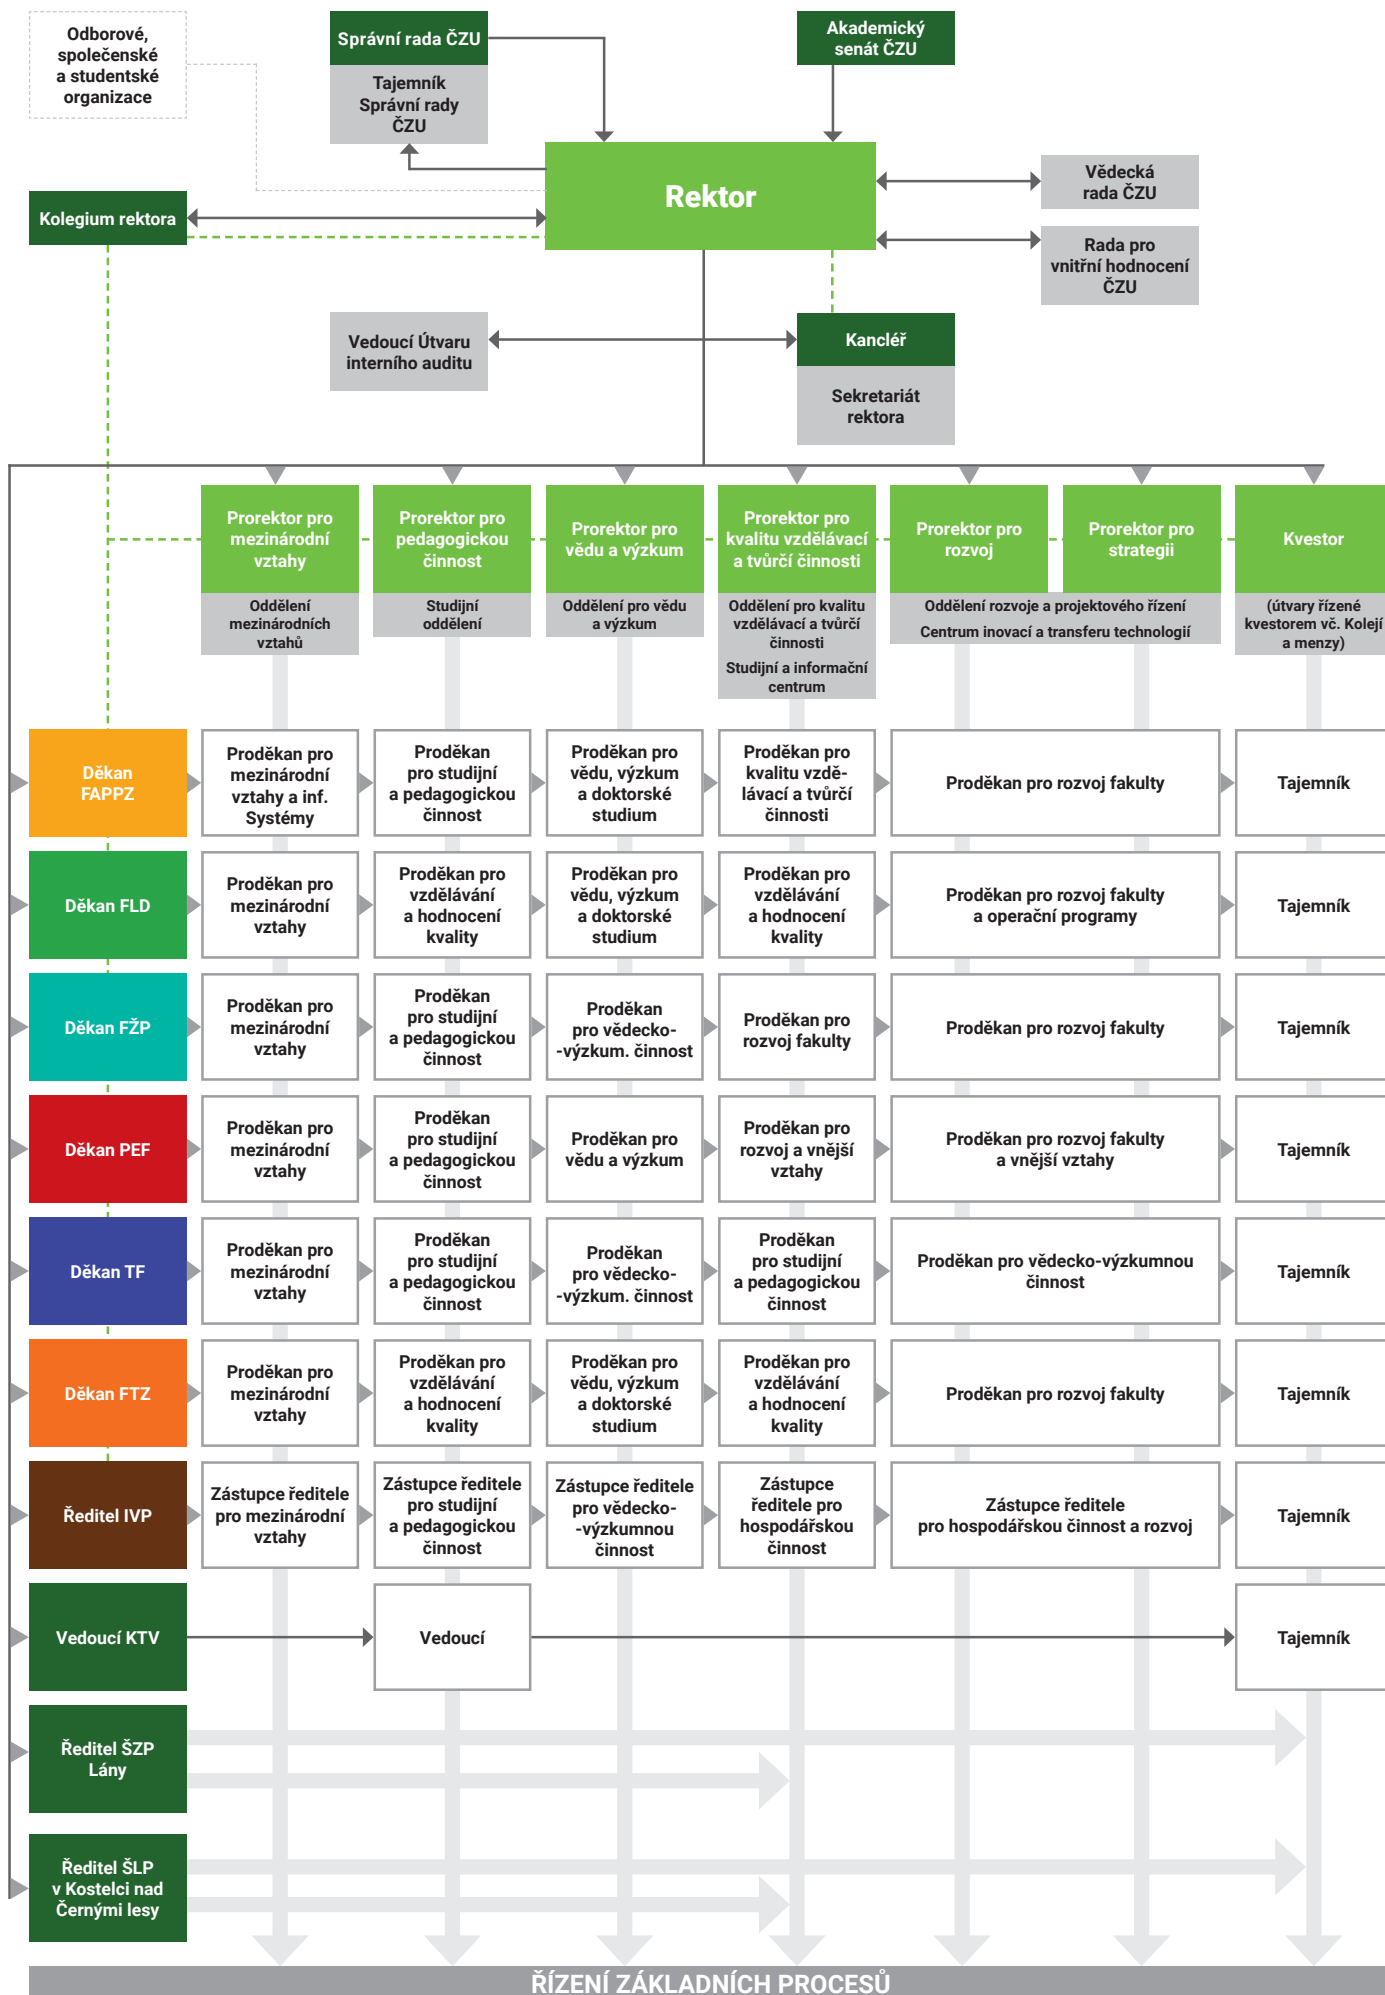 Odborové,
společenské
a studentské
organizace
Správní rada ČZU
Tajemník
Správní rady
ČZU
Akademický
senát ČZU
Rektor
Vědecká
rada ČZU
Kolegium rektora
Rada pro
vnitřní hodnocení
ČZU
Vedoucí Útvaru
interního auditu
Kancléř
Sekretariát
rektora
Prorektor pro
mezinárodní
vztahy
Oddělení
mezinárodních
vztahů
Prorektor pro
pedagogickou
činnost
Studijní
oddělení
Prorektor pro
vědu a výzkum
Oddělení pro vědu
a výzkum
Prorektor pro
kvalitu vzdělávací
a tvůrčí činnosti
Oddělení pro kvalitu
vzdělávací a tvůrčí
činnosti
Studijní a informační
centrum
Prorektor pro
rozvoj
Prorektor pro
strategii
Oddělení rozvoje a projektového řízení
Centrum inovací a transferu technologií
Kvestor
(útvary řízené
kvestorem vč. Kolejí
a menzy)
Děkan
FAPPZ
Proděkan pro
mezinárodní
vztahy a inf.
Systémy
Proděkan
pro studijní
a pedagogickou
činnost
Proděkan pro
vědu, výzkum
a doktorské
studium
Proděkan pro
kvalitu vzdě-
lávací a tvůrčí
činnosti
Proděkan pro rozvoj fakulty
Tajemník
Děkan FLD
Proděkan pro
mezinárodní
vztahy
Proděkan pro
vzdělávání
a hodnocení
kvality
Proděkan pro
vědu, výzkum
a doktorské
studium
Proděkan pro
vzdělávání
a hodnocení
kvality
Proděkan pro rozvoj fakulty
a operační programy
Tajemník
Děkan FŽP
Proděkan pro
mezinárodní
vztahy
Proděkan
pro studijní
a pedagogickou
činnost
Proděkan
pro vědecko-
-výzkum. činnost
Proděkan pro
rozvoj fakulty
Proděkan pro rozvoj fakulty
Tajemník
Děkan PEF
Proděkan pro
mezinárodní
vztahy
Proděkan
pro studijní
a pedagogickou
činnost
Proděkan pro
vědu a výzkum
Proděkan pro
rozvoj a vnější
vztahy
Proděkan pro rozvoj fakulty
a vnější vztahy
Tajemník
Děkan TF
Proděkan pro
mezinárodní
vztahy
Proděkan
pro studijní
a pedagogickou
činnost
Proděkan
pro vědecko-
-výzkum. činnost
Proděkan
pro studijní
a pedagogickou
činnost
Proděkan pro vědecko-výzkumnou
činnost
Tajemník
Děkan FTZ
Proděkan pro
mezinárodní
vztahy
Proděkan pro
vzdělávání
a hodnocení
kvality
Proděkan pro
vědu, výzkum
a doktorské
studium
Proděkan pro
vzdělávání
a hodnocení
kvality
Proděkan pro rozvoj fakulty
Tajemník
Ředitel IVP
Zástupce ředitele
pro mezinárodní
vztahy
Zástupce ředitele
pro studijní
a pedagogickou
činnost
Zástupce ředitele
pro vědecko-
-výzkumnou
činnost
Zástupce
ředitele pro
hospodářskou
činnost
Zástupce ředitele
pro hospodářskou činnost a rozvoj
Tajemník
Vedoucí KTV
Vedoucí
Tajemník
Ředitel ŠZP
Lány
Ředitel ŠLP
v Kostelci nad
Černými lesy
ŘÍZENÍ ZÁKLADNÍCH PROCESŮ